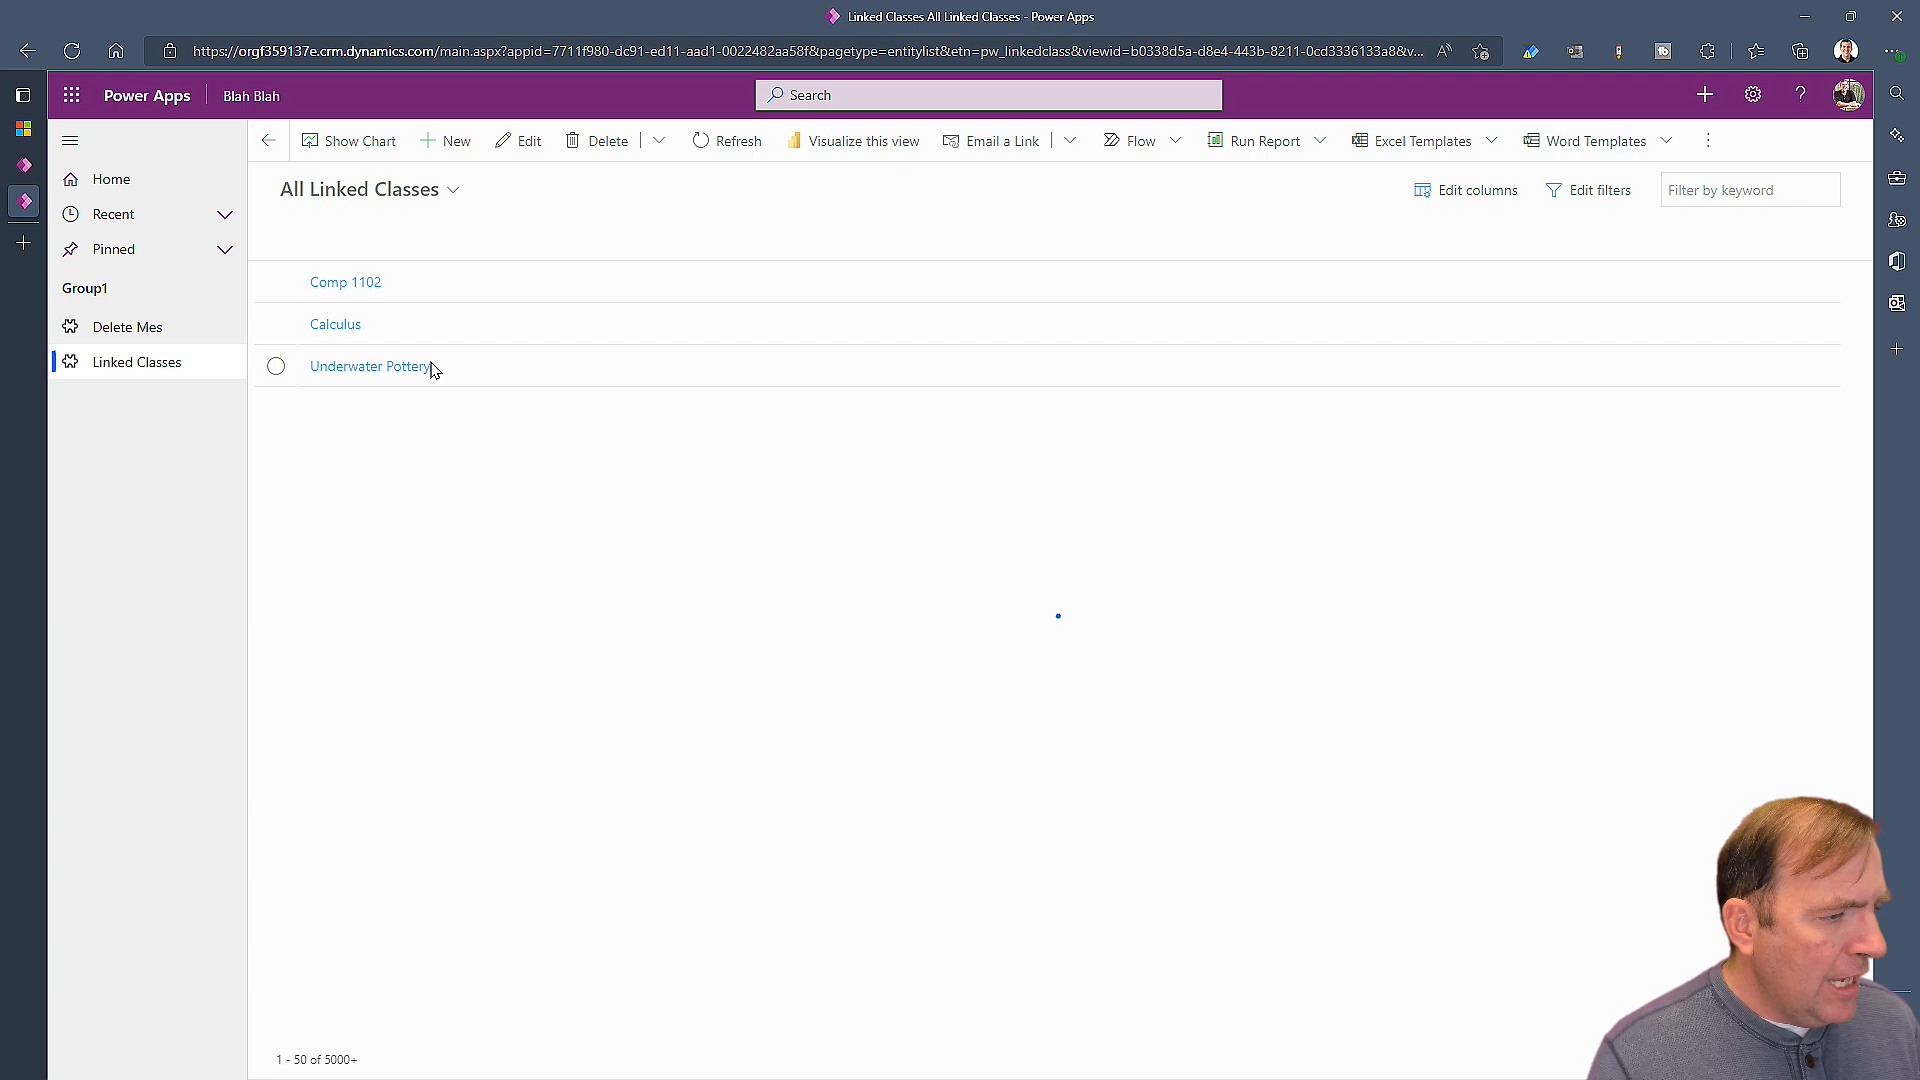 Linked Classes All Linked Classes - Power Apps
https://orgf359137e.crm.dynamics.com/main.aspx?appid=7711f980-dc91-ed11-aad1-0022482aa58f&pagetype=entitylist&etn=pw_linkedclass&viewid=b0338d5a-d8e4-443b-8211-0cd3336133a8&v...
Power Apps
Blah Blah
Search
Show Chart
New
Edit
Delete
Refresh
Visualize this view
Email a Link
Flow
Run Report
Excel Templates
Word Templates
Home
Recent
Pinned
Group1
Delete Mes
Linked Classes
All Linked Classes
Edit columns
Edit filters
Filter by keyword
Comp 1102
Calculus
Underwater Pottery
1 - 50 of 5000+